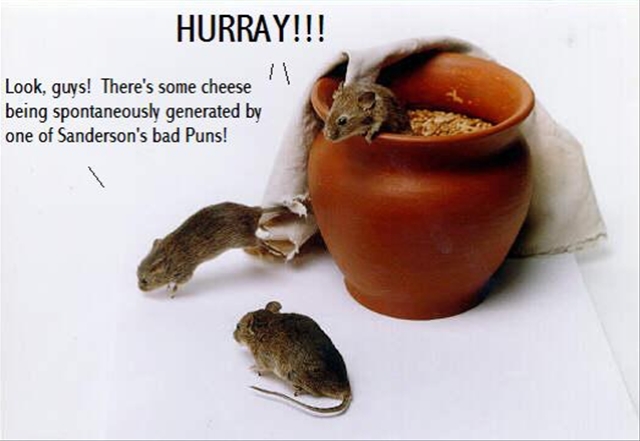 HURRAY!!!
Look, guys! There's some cheese
being spontaneously generated by
one of Sanderson's bad Puns!